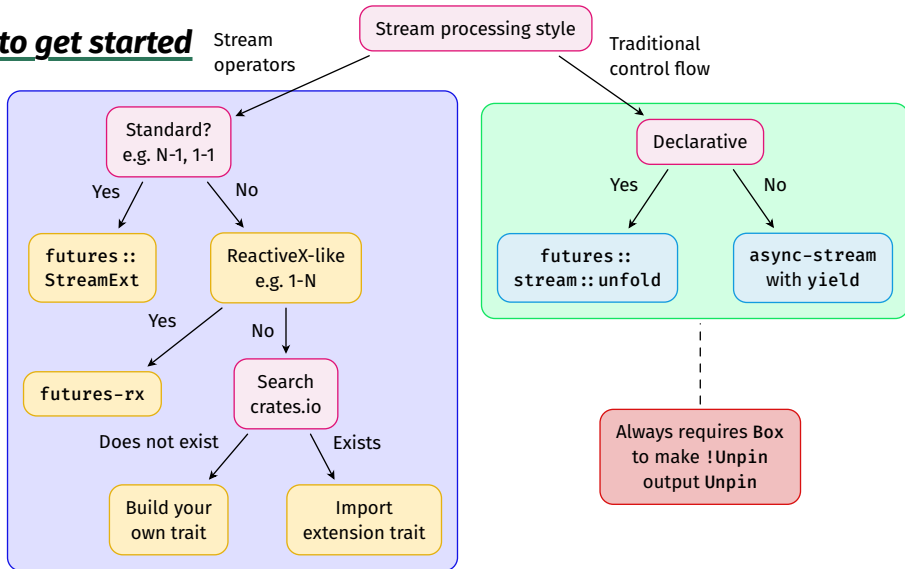 to get started
Stream processing style
Stream
operators
Traditional
control flow
Standard?
e.g. N-1, 1-1
Declarative
Yes
No
Yes
No
futures::
StreamExt
ReactiveX-like
e.g. 1-N
futures::
stream::unfold
async-stream
with yield
Yes
No
futures-rx
Search
crates.io
Always requires Box
to make !Unpin
output Unpin
Does not exist
Exists
Build your
own trait
Import
extension trait